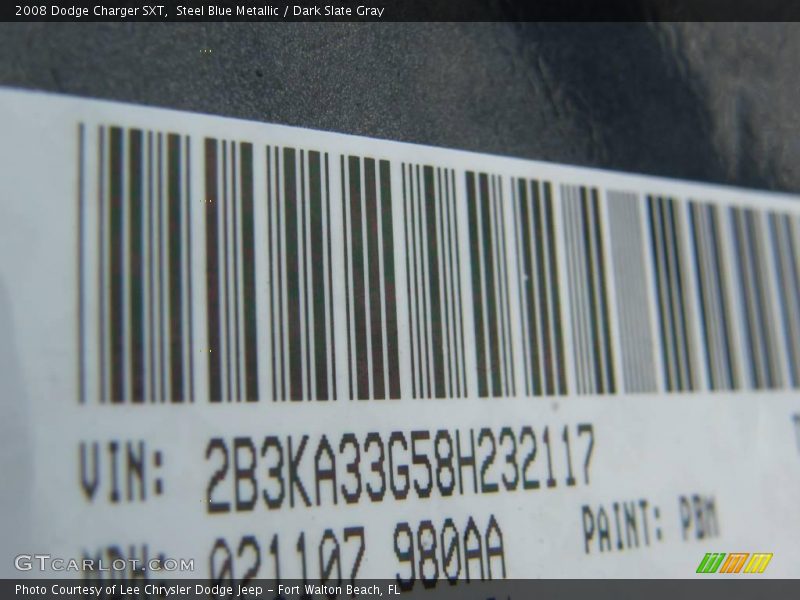 2008 Dodge Charger SXT,  Steel Blue Metallic / Dark Slate Gray
VIN: 2B3KA33G58H232117
PAINT: PBM
MDH: 021107 980AA
GTcarlot.com
Photo Courtesy of Lee Chrysler Dodge Jeep - Fort Walton Beach, FL